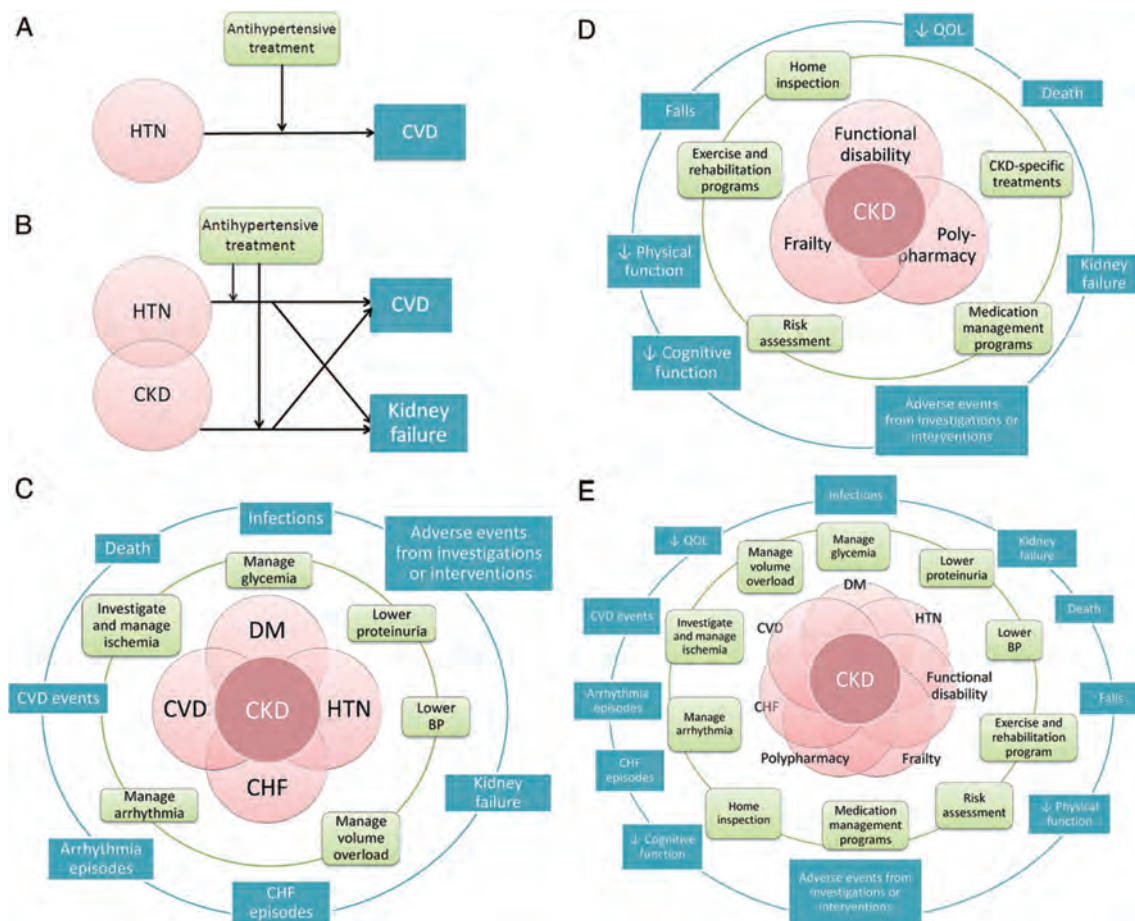 A
Antihypertensive
treatment
HTN
CVD
B
Antihypertensive
treatment
HTN
CKD
CVD
Kidney
failure
C
Infections
Adverse events
from investigations
or interventions
Death
Manage
glycemia
Investigate
and manage
ischemia
Lower
proteinuria
DM
CVD events
CVD
CKD
HTN
Lower
BP
CHF
Manage
arrhythmia
Kidney
failure
Manage
volume
overload
Arrhythmia
episodes
CHF
episodes
D
↓ QOL
Home
inspection
Death
Falls
Functional
disability
Exercise and
rehabilitation
programs
CKD-specific
treatments
CKD
Frailty
Poly-
pharmacy
↓ Physical
function
Kidney
failure
Risk
assessment
Medication
management
programs
↓ Cognitive
function
Adverse events
from investigations or
interventions
E
Infections
↓ QOL
Kidney
failure
Manage
volume
overload
Manage
glycemia
Lower
proteinuria
DM
CVD events
Investigate
and manage
ischemia
CVD
HTN
Death
Lower
BP
CKD
Functional
disability
Arrhythmia
episodes
Falls
Manage
arrhythmia
CHF
Exercise and
rehabilitation
program
Polypharmacy
Frailty
CHF
episodes
Home
inspection
Medication
management
programs
Risk
assessment
↓ Physical
function
↓ Cognitive
function
Adverse events from
investigations or
interventions